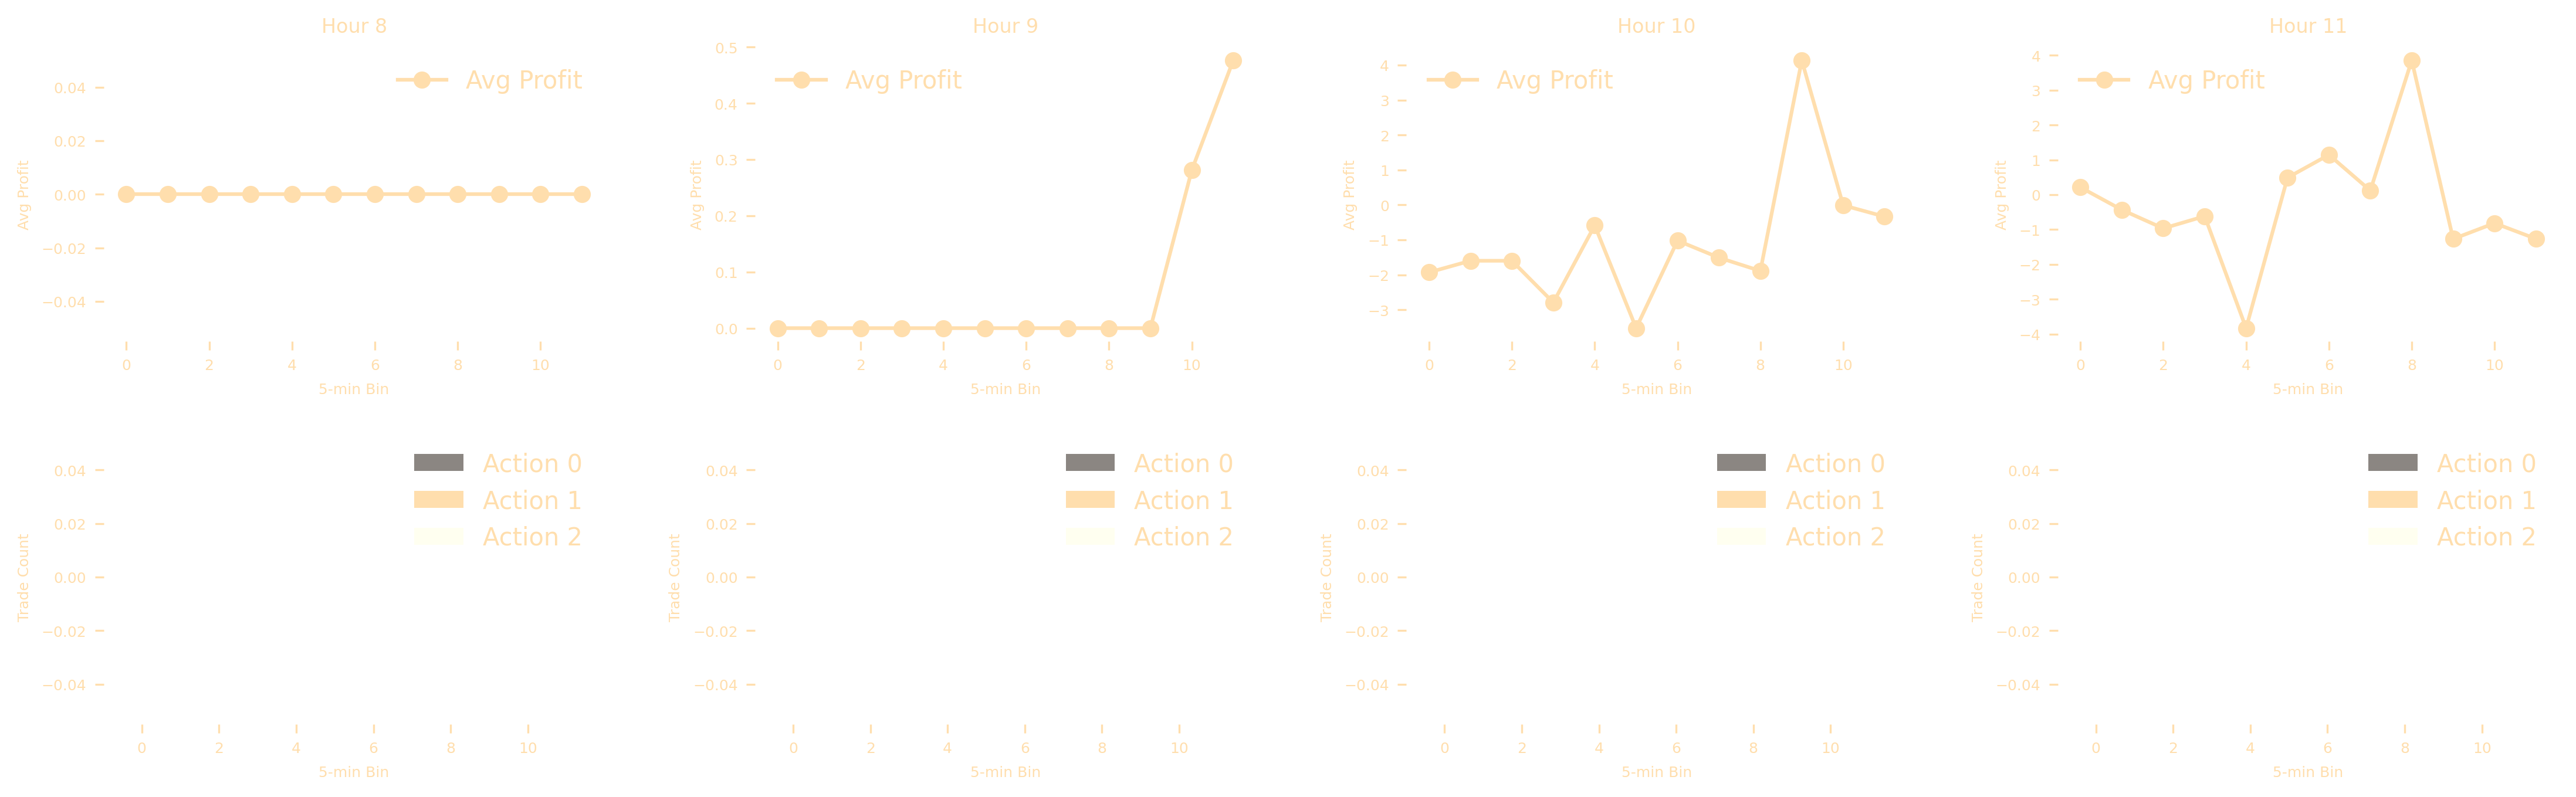 Hour 8
Avg Profit
0.04
0.02
0.00
−0.02
−0.04
Avg Profit
0 2 4 6 8 10
5-min Bin
Hour 9
Avg Profit
0.5
0.4
0.3
0.2
0.1
0.0
Avg Profit
0 2 4 6 8 10
5-min Bin
Hour 10
Avg Profit
4
3
2
1
0
−1
−2
−3
Avg Profit
0 2 4 6 8 10
5-min Bin
Hour 11
Avg Profit
4
3
2
1
0
−1
−2
−3
−4
Avg Profit
0 2 4 6 8 10
5-min Bin
Action 0
Action 1
Action 2
0.04
0.02
0.00
−0.02
−0.04
Trade Count
0 2 4 6 8 10
5-min Bin
Action 0
Action 1
Action 2
0.04
0.02
0.00
−0.02
−0.04
Trade Count
0 2 4 6 8 10
5-min Bin
Action 0
Action 1
Action 2
0.04
0.02
0.00
−0.02
−0.04
Trade Count
0 2 4 6 8 10
5-min Bin
Action 0
Action 1
Action 2
0.04
0.02
0.00
−0.02
−0.04
Trade Count
0 2 4 6 8 10
5-min Bin